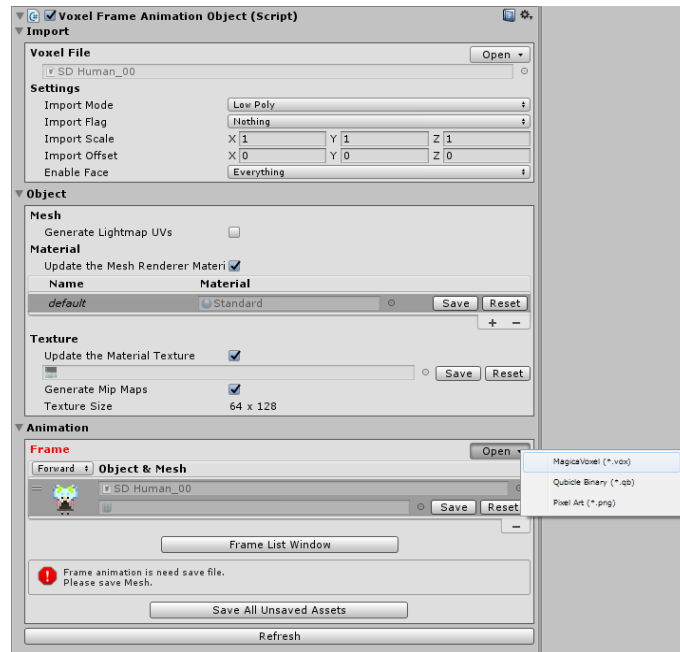 Voxel Frame Animation Object (Script)
Import
Voxel File Open
SD Human_00
Settings
Import Mode Low Poly
Import Flag Nothing
Import Scale X 1 Y 1 Z 1
Import Offset X 0 Y 0 Z 0
Enable Face Everything
Object
Mesh
Generate Lightmap UVs
Material
Update the Mesh Renderer Materi
Name Material
default Standard Save Reset
+ −
Texture
Update the Material Texture
Save Reset
Generate Mip Maps
Texture Size 64 x 128
Animation
Frame Open
Forward Object & Mesh
SD Human_00
Save Reset
−
Frame List Window
Frame animation is need save file.
Please save Mesh.
Save All Unsaved Assets
Refresh
MagicaVoxel (*.vox)
Qubicle Binary (*.qb)
Pixel Art (*.png)